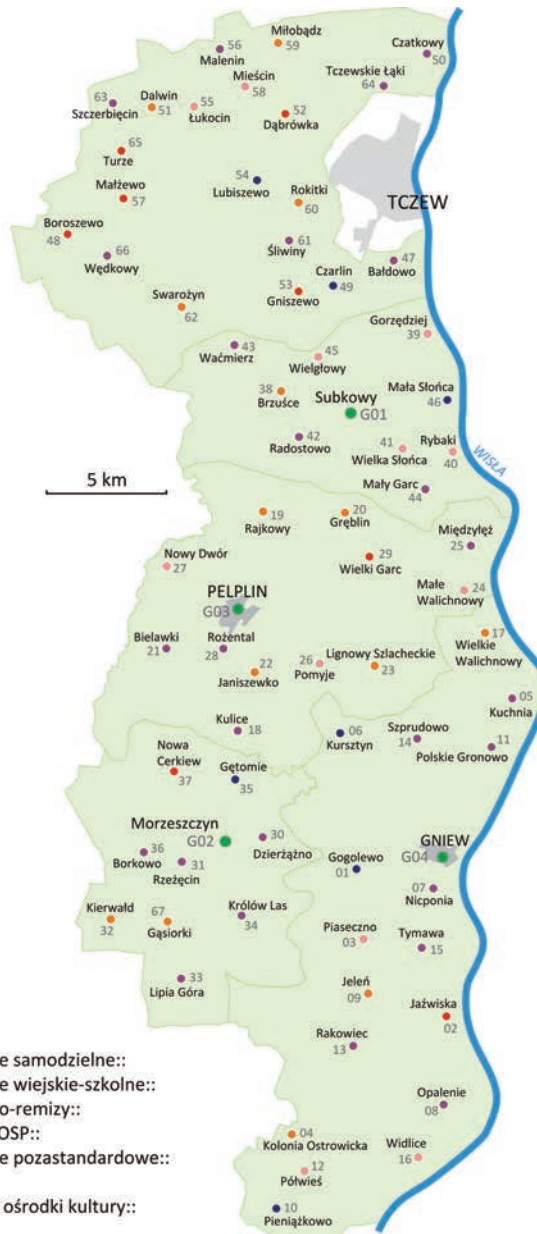 Miłobądz
59
56
Malenin
Czatkowy
50
Mieścin
58
Tczewskie Łąki
64
63
Szczerbięcin
Dalwin
51
55
Łukocin
52
Dąbrówka
65
Turze
Małżewo
57
54
Lubiszewo
Rokitki
60
TCZEW
Boroszewo
48
66
Wędkowy
61
Śliwiny
Czarlin
49
47
Bałdowo
53
Gniszewo
Swarożyn
62
Gorzędziej
39
43
Waćmierz
45
Wielgłowy
38
Brzuśce
Subkowy
G01
Mała Słońca
46
42
Radostowo
41
Wielka Słońca
Rybaki
40
WISŁA
Mały Garc
44
5 km
19
Rajkowy
20
Gręblin
Międzyłęż
25
Nowy Dwór
27
29
Wielki Garc
24
Małe
Walichnowy
PELPLIN
G03
17
Wielkie
Walichnowy
Bielawki
21
Rożental
28
22
Janiszewko
26
Pomyje
Lignowy Szlacheckie
23
05
Kuchnia
Kulice
18
06
Kursztyn
Szprudowo
14
11
Polskie Gronowo
Nowa
Cerkiew
37
Gętomie
35
Morzeszczyn
G02
30
Dzierżążno
GNIEW
G04
36
Borkowo
31
Rzeżęcin
Gogolewo
01
07
Nicponia
Kierwałd
32
67
Gąsiorki
Królów Las
34
Piaseczno
03
Tymawa
15
33
Lipia Góra
Jeleń
09
Jaźwiska
02
Rakowiec
13
e samodzielne::
e wiejskie-szkolne::
o-remizy::
OSP::
e pozastandardowe::
ośrodki kultury::
Opalenie
08
04
Kolonia Ostrowicka
12
Półwieś
Widlice
16
10
Pieniążkowo